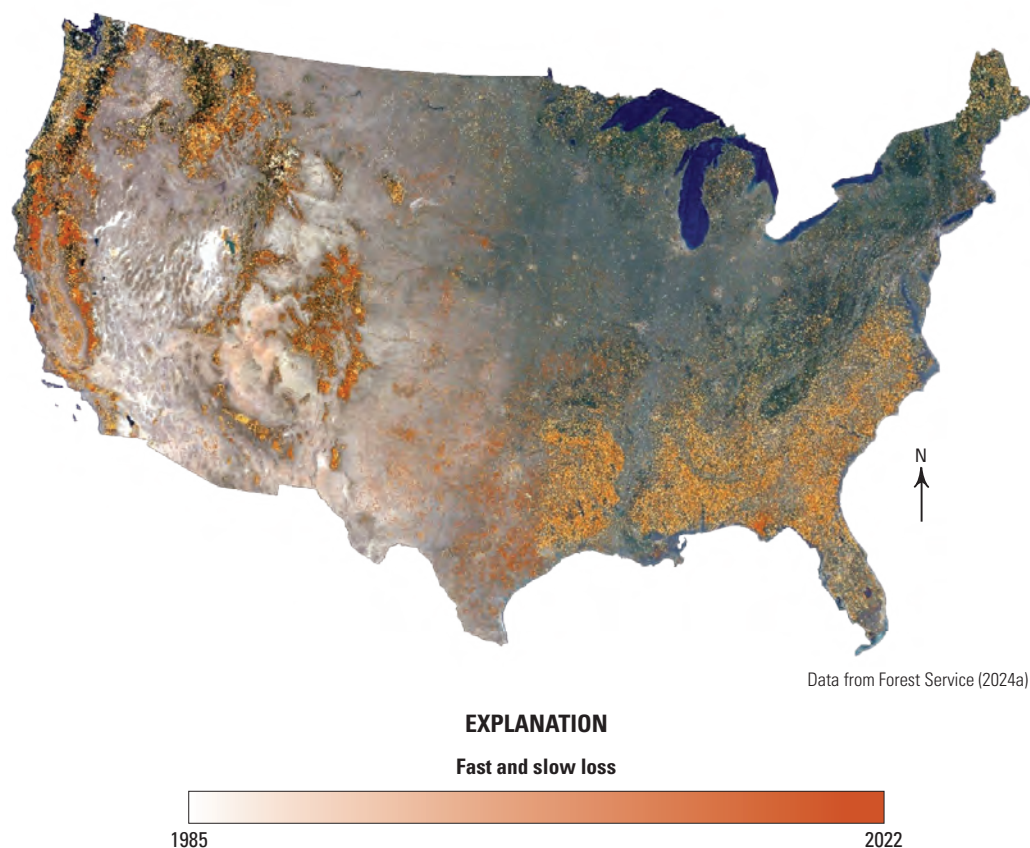 N
Data from Forest Service (2024a)
EXPLANATION
Fast and slow loss
1985 2022